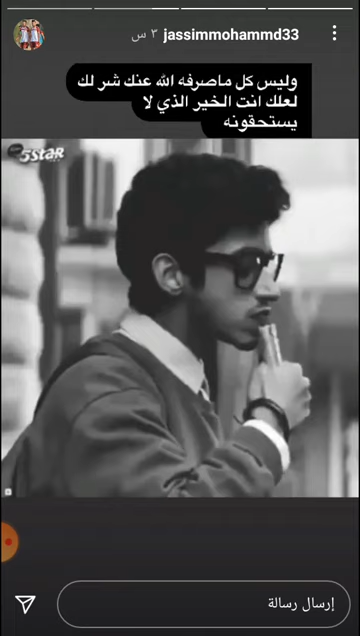 jassimmohammd33 ٣ س
وليس كل ماصرفه الله عنك شر لك
لعلك انت الخير الذي لا
يستحقونه
5STAR
إرسال رسالة